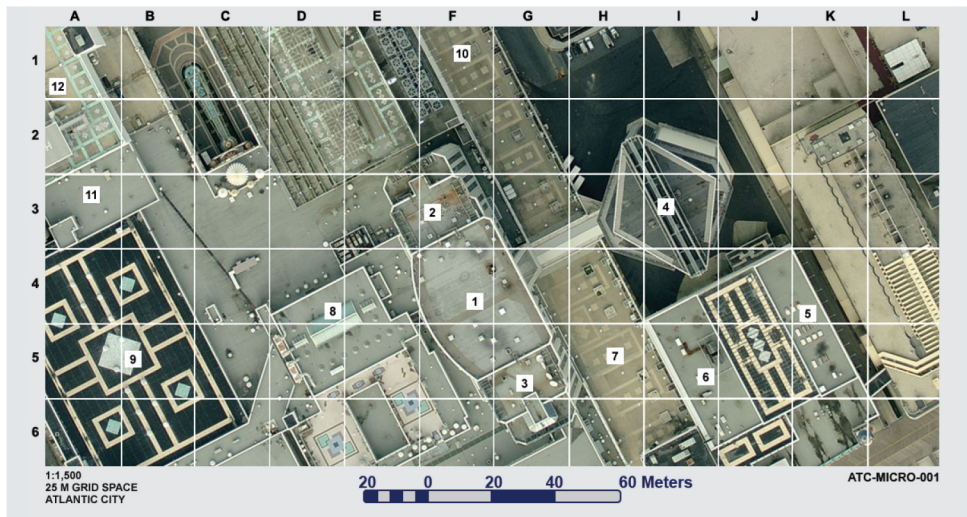 A B C D E F G H I J K L
1 10
12
2
3 11 2 4
4 1 8 5
5 9 3 7 6
6
1:1,500
25 M GRID SPACE
ATLANTIC CITY
ATC-MICRO-001
20 0 20 40 60 Meters